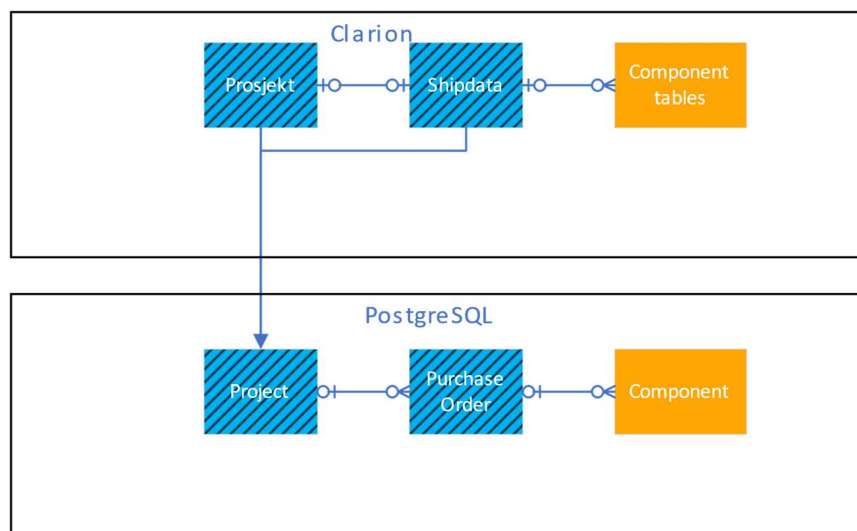 Clarion
Prosjekt
Shipdata
Component
tables
PostgreSQL
Project
Purchase
Order
Component